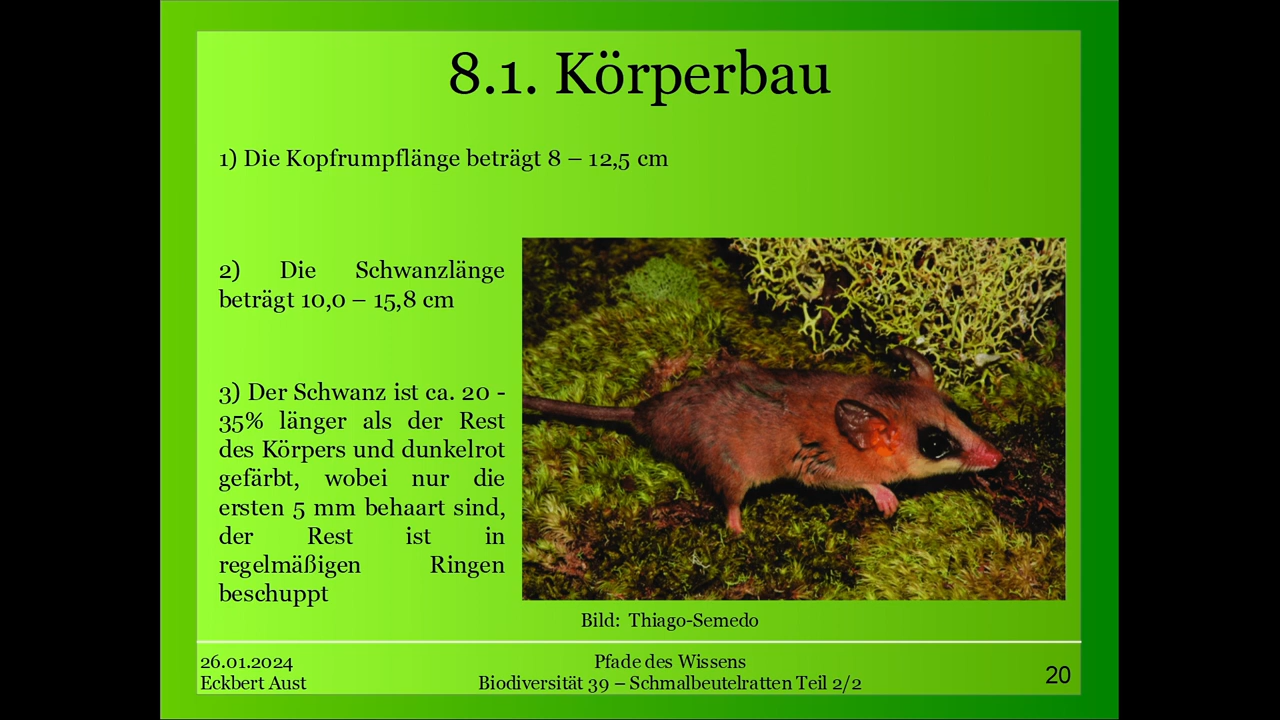 8.1. Körperbau
1) Die Kopfrumpflänge beträgt 8 – 12,5 cm
2) Die Schwanzlänge
beträgt 10,0 – 15,8 cm
3) Der Schwanz ist ca. 20 -
35% länger als der Rest
des Körpers und dunkelrot
gefärbt, wobei nur die
ersten 5 mm behaart sind,
der Rest ist in
regelmäßigen Ringen
beschuppt
Bild: Thiago-Semedo
26.01.2024
Eckbert Aust
Pfade des Wissens
Biodiversität 39 – Schmalbeutelratten Teil 2/2
20